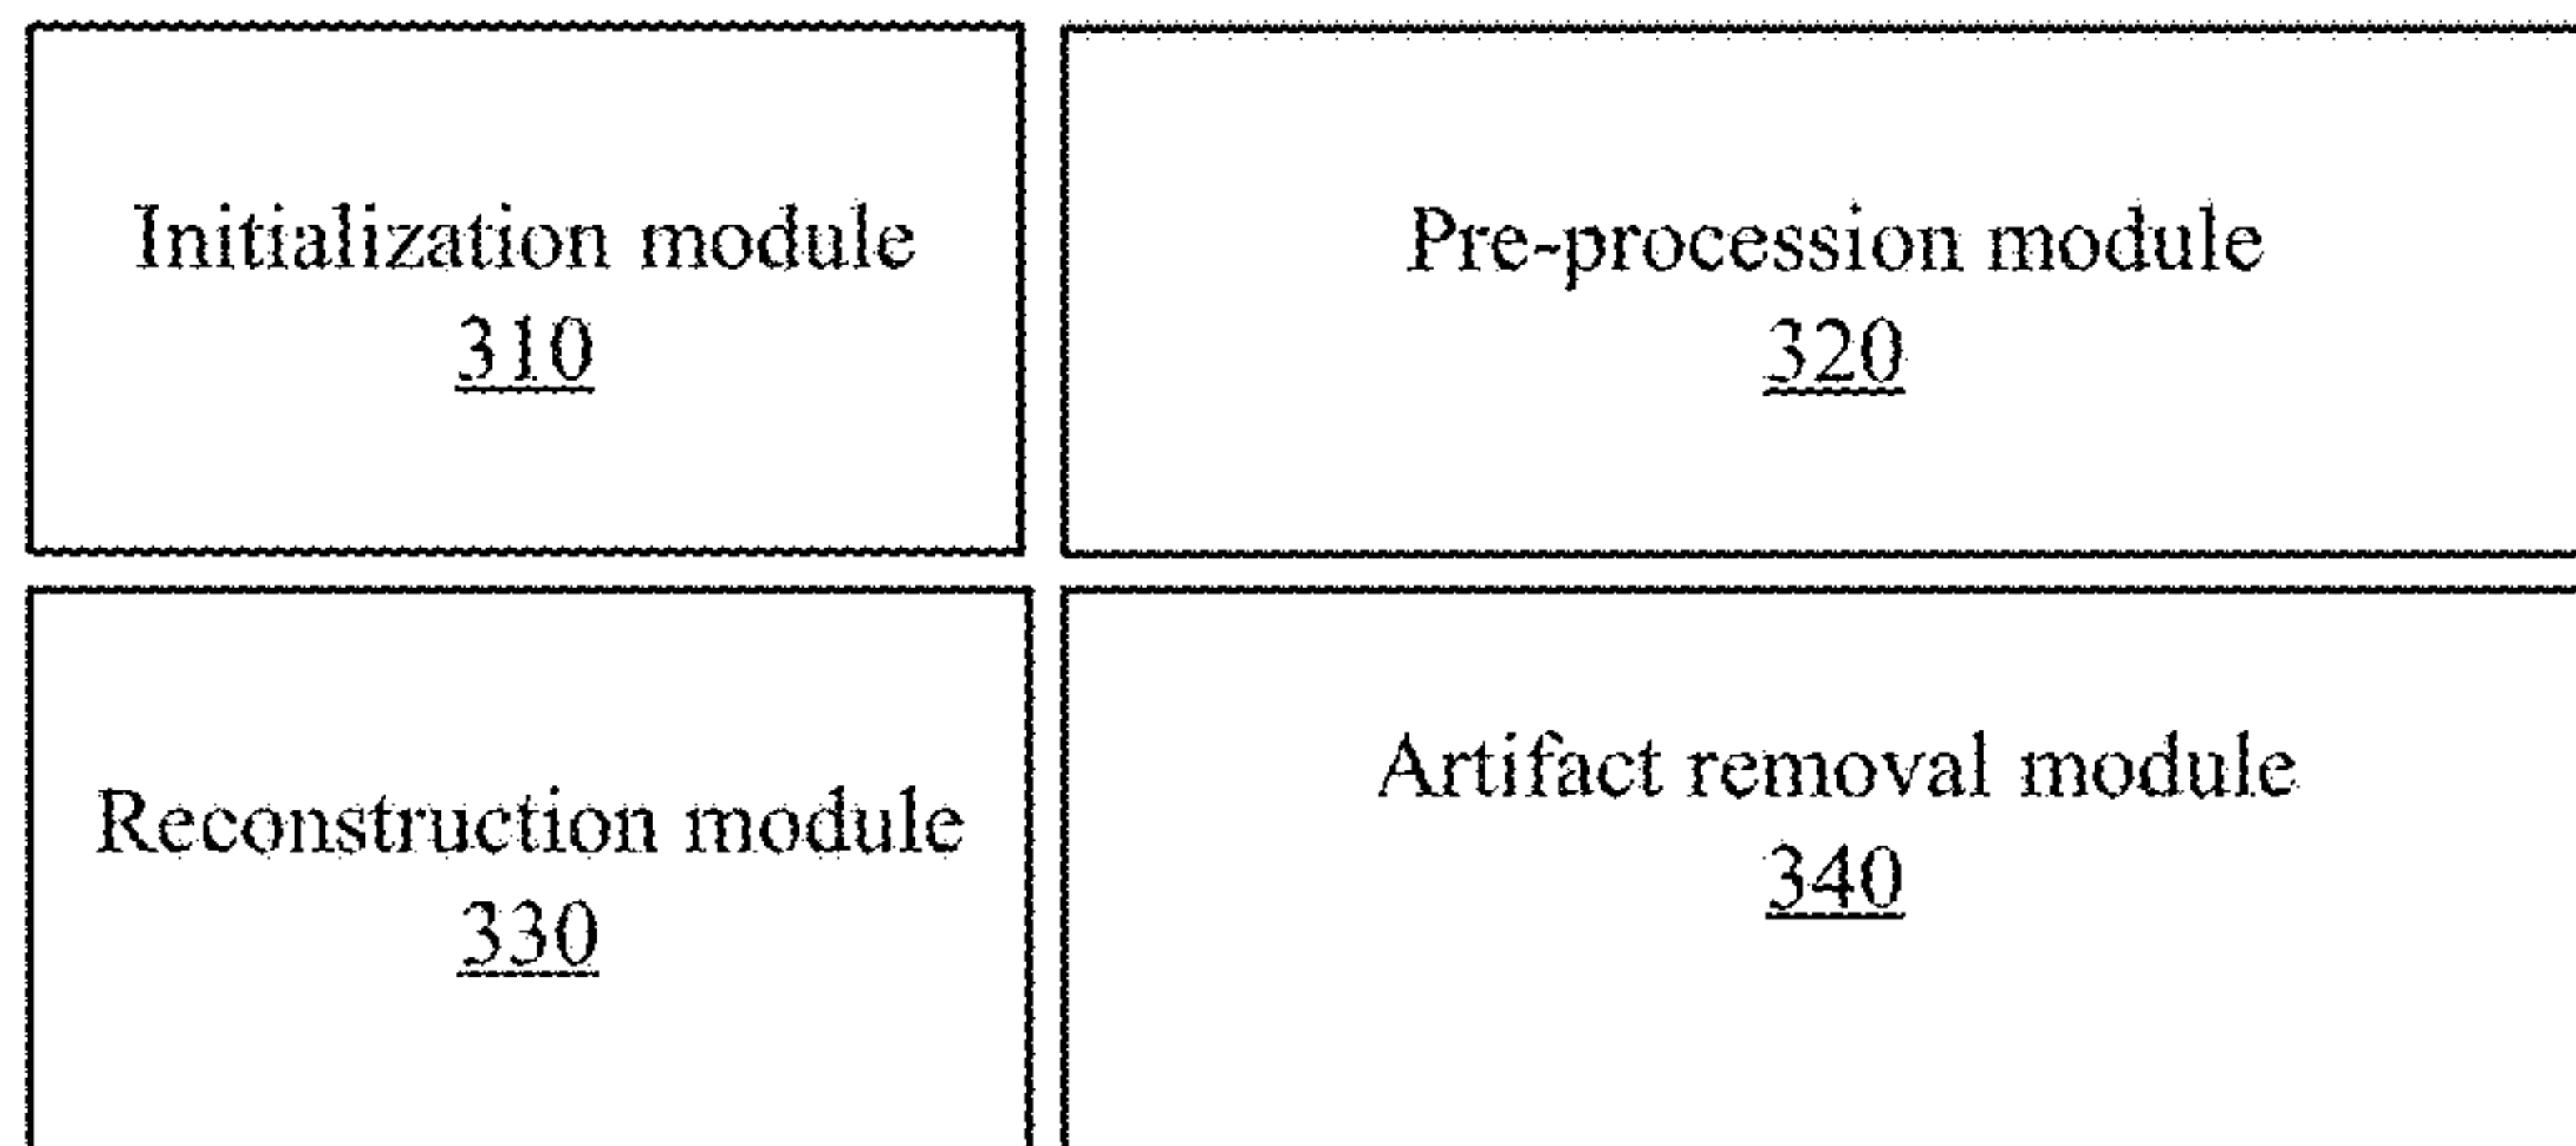 Initialization module
310
Pre-procession module
320
Reconstruction module
330
Artifact removal module
340